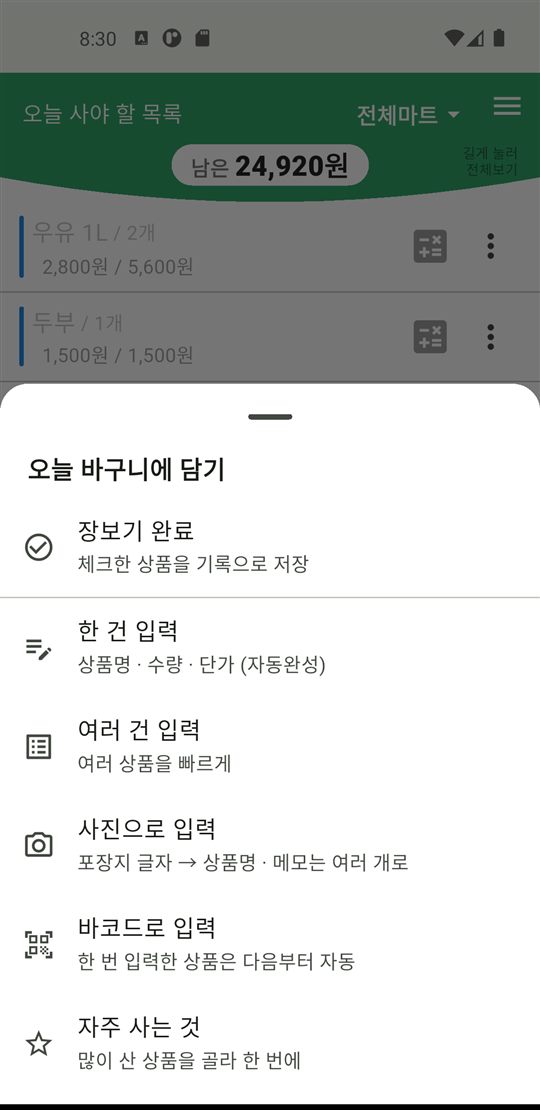 8:30
오늘 사야 할 목록
전체마트
길게 눌러
전체보기
남은 24,920원
우유 1L / 2개
2,800원 / 5,600원
두부 / 1개
1,500원 / 1,500원
오늘 바구니에 담기
장보기 완료
체크한 상품을 기록으로 저장
한 건 입력
상품명 · 수량 · 단가 (자동완성)
여러 건 입력
여러 상품을 빠르게
사진으로 입력
포장지 글자 → 상품명 · 메모는 여러 개로
바코드로 입력
한 번 입력한 상품은 다음부터 자동
자주 사는 것
많이 산 상품을 골라 한 번에